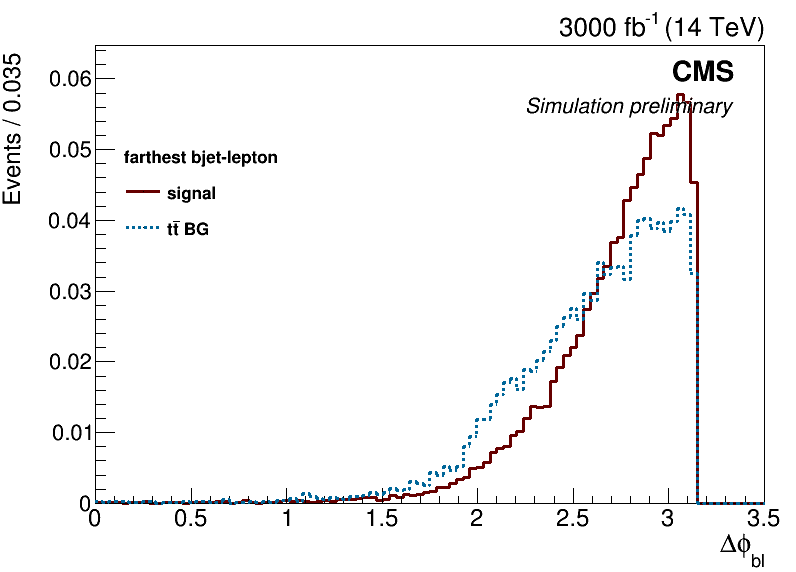 3000 fb⁻¹ (14 TeV)
CMS
Simulation preliminary
Events / 0.035
farthest bjet-lepton
signal
tt̄ BG
0.06
0.05
0.04
0.03
0.02
0.01
0
0 0.5 1 1.5 2 2.5 3 3.5
Δϕ_bl